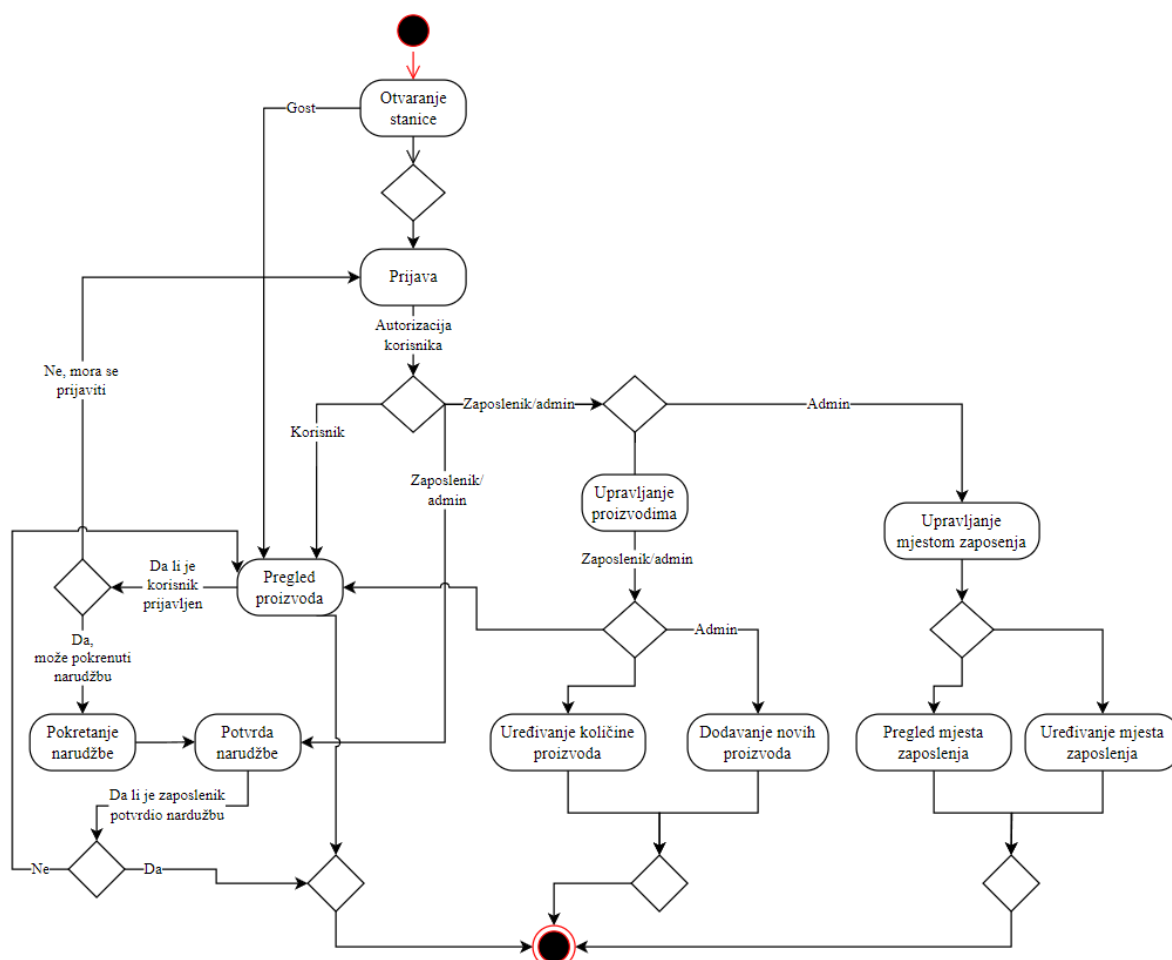 Otvaranje
stanice
Gost
Prijava
Autorizacija
korisnika
Ne, mora se
prijaviti
Zaposlenik/admin
Admin
Korisnik
Zaposlenik/
admin
Upravljanje
proizvodima
Upravljanje
mjestom zaposenja
Zaposlenik/admin
Da li je
korisnik
prijavljen
Pregled
proizvoda
Admin
Da,
može pokrenuti
narudžbu
Pokretanje
narudžbe
Potvrda
narudžbe
Uređivanje količine
proizvoda
Dodavanje novih
proizvoda
Pregled mjesta
zaposlenja
Uređivanje mjesta
zaposlenja
Da li je zaposlenik
potvrdio nardužbu
Ne
Da